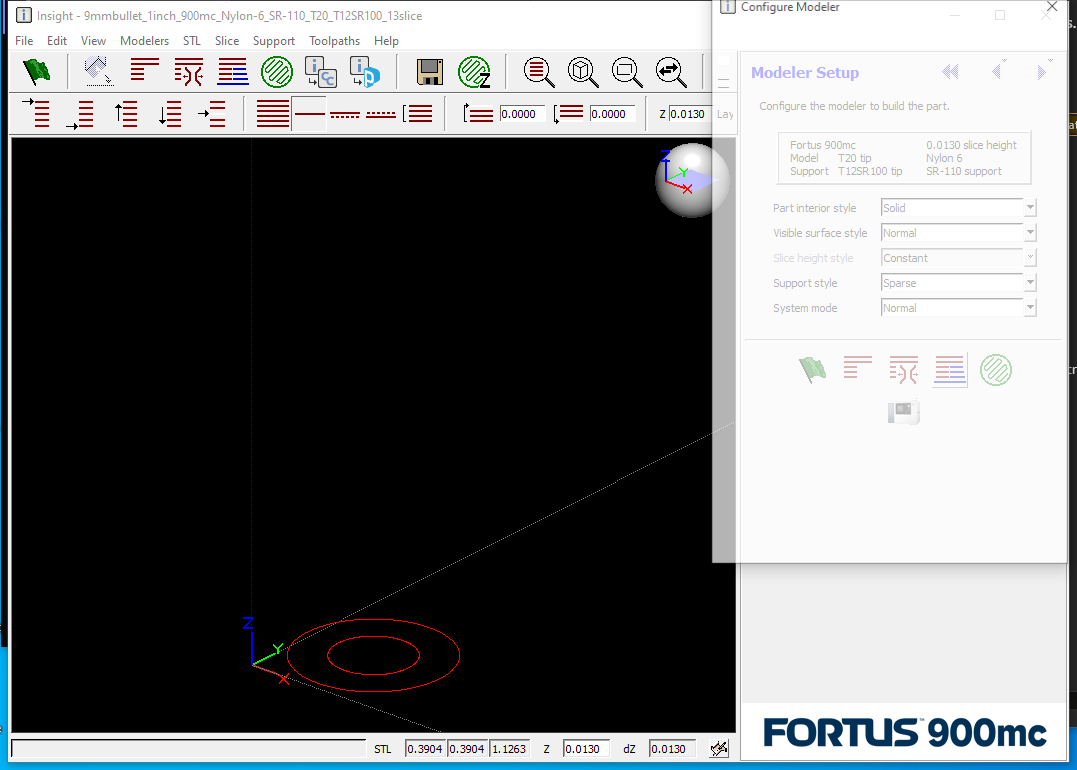 Insight - 9mmbullet_1inch_900mc_Nylon-6_SR-110_T20_T12SR100_13slice
File Edit View Modelers STL Slice Support Toolpaths Help
0.0000 0.0000 Z 0.0130 Lay
Z
Y
X
Z
Y
X
STL 0.3904 0.3904 1.1263 Z 0.0130 dZ 0.0130
Configure Modeler
Modeler Setup
Configure the modeler to build the part.
Fortus 900mc 0.0130 slice height
Model T20 tip Nylon 6
Support T12SR100 tip SR-110 support
Part interior style Solid
Visible surface style Normal
Slice height style Constant
Support style Sparse
System mode Normal
FORTUS™ 900mc